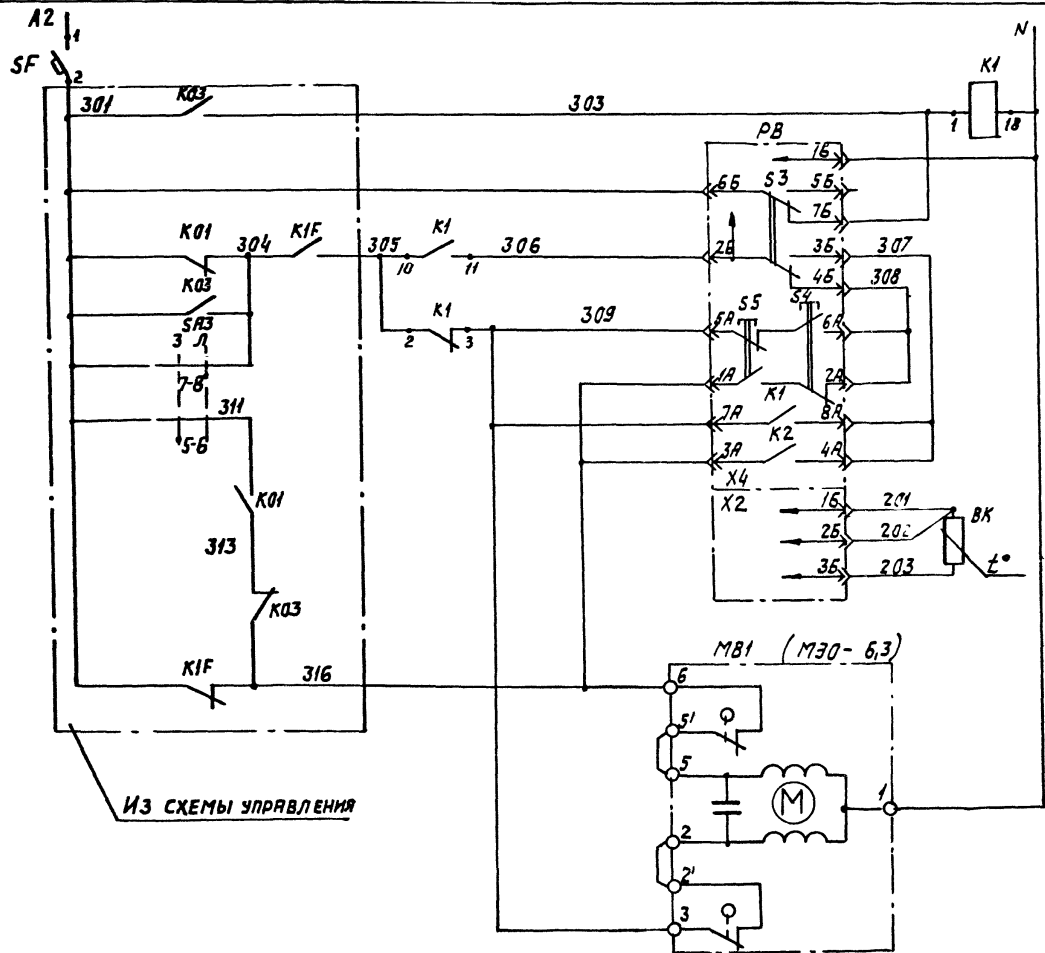 A2
N
1
SF
2
K1
301
K03
303
1
18
РВ
1Б
6Б
S3
5Б
7Б
K01
304
K1F
305
K1
306
2Б
3Б
307
10
11
4Б
308
K03
SA3
K1
309
S5
S4
5А
6А
З
Л
2
3
7-8
1А
2А
311
K1
7А
8А
5-6
K2
3А
4А
X4
X2
K01
1Б
201
ВК
2Б
202
313
3Б
203
t°
K03
МВ1 (МЭО-6,3)
K1F
316
6
5'
5
М
1
Из схемы управления
2
2'
3